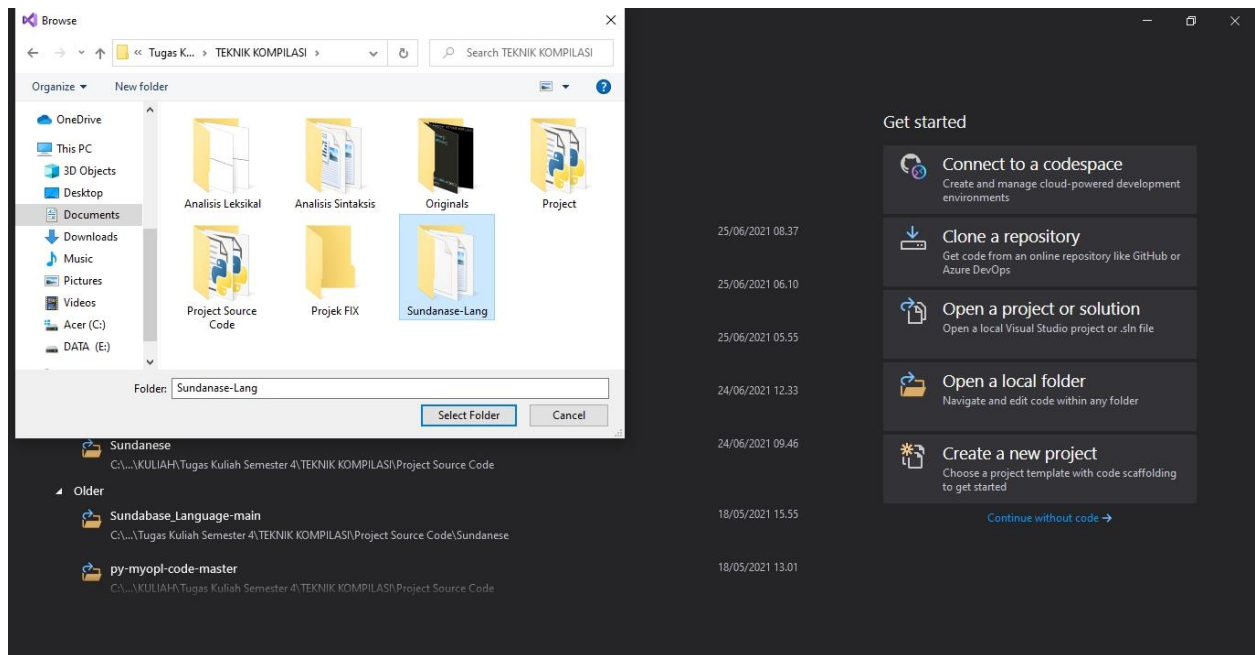 Browse
« Tugas K... › TEKNIK KOMPILASI ›
Search TEKNIK KOMPILASI
Organize
New folder
OneDrive
This PC
3D Objects
Desktop
Documents
Downloads
Music
Pictures
Videos
Acer (C:)
DATA (E:)
Analisis Leksikal
Analisis Sintaksis
Originals
Project
Project Source
Code
Projek FIX
Sundanase-Lang
Folder:
Sundanase-Lang
Select Folder
Cancel
25/06/2021 08.37
25/06/2021 06.10
25/06/2021 05.55
24/06/2021 12.33
Sundanese
24/06/2021 09.46
C:\...\KULIAH\Tugas Kuliah Semester 4\TEKNIK KOMPILASI\Project Source Code
Older
Sundabase_Language-main
18/05/2021 15.55
C:\...\Tugas Kuliah Semester 4\TEKNIK KOMPILASI\Project Source Code\Sundanese
py-myopl-code-master
18/05/2021 13.01
C:\...\KULIAH\Tugas Kuliah Semester 4\TEKNIK KOMPILASI\Project Source Code
Get started
Connect to a codespace
Create and manage cloud-powered development
environments
Clone a repository
Get code from an online repository like GitHub or
Azure DevOps
Open a project or solution
Open a local Visual Studio project or .sln file
Open a local folder
Navigate and edit code within any folder
Create a new project
Choose a project template with code scaffolding
to get started
Continue without code →